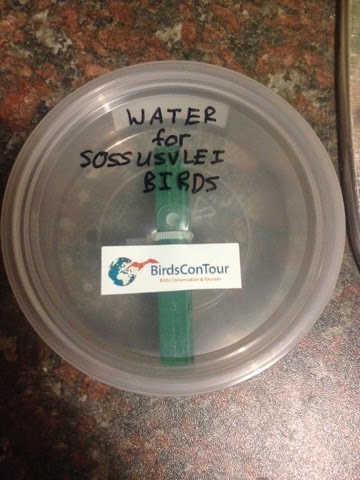 WATER
for
SOSSUSVLEI
BIRDS
BirdsConTour
Birds Conservation & Tourism